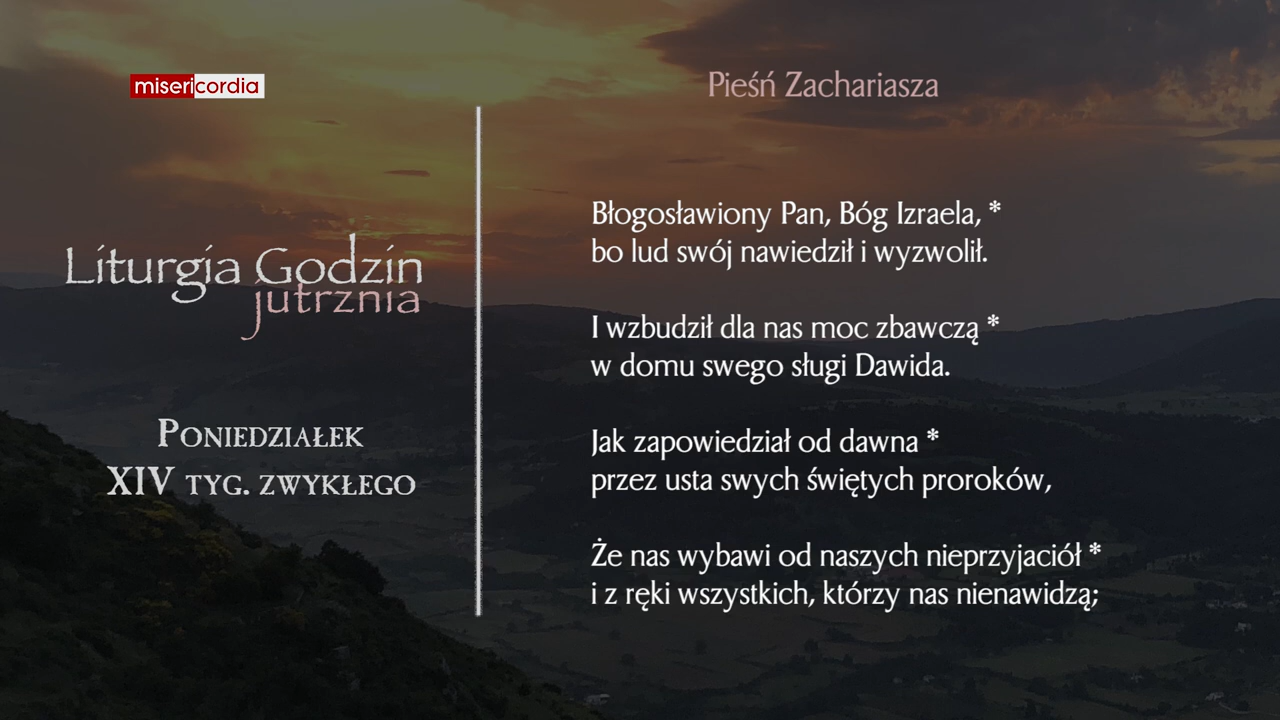 misericordia
Liturgia Godzin
jutrznia
Poniedziałek
XIV tyg. zwykłego
Pieśń Zachariasza
Błogosławiony Pan, Bóg Izraela, *
bo lud swój nawiedził i wyzwolił.
I wzbudził dla nas moc zbawczą *
w domu swego sługi Dawida.
Jak zapowiedział od dawna *
przez usta swych świętych proroków,
Że nas wybawi od naszych nieprzyjaciół *
i z ręki wszystkich, którzy nas nienawidzą;